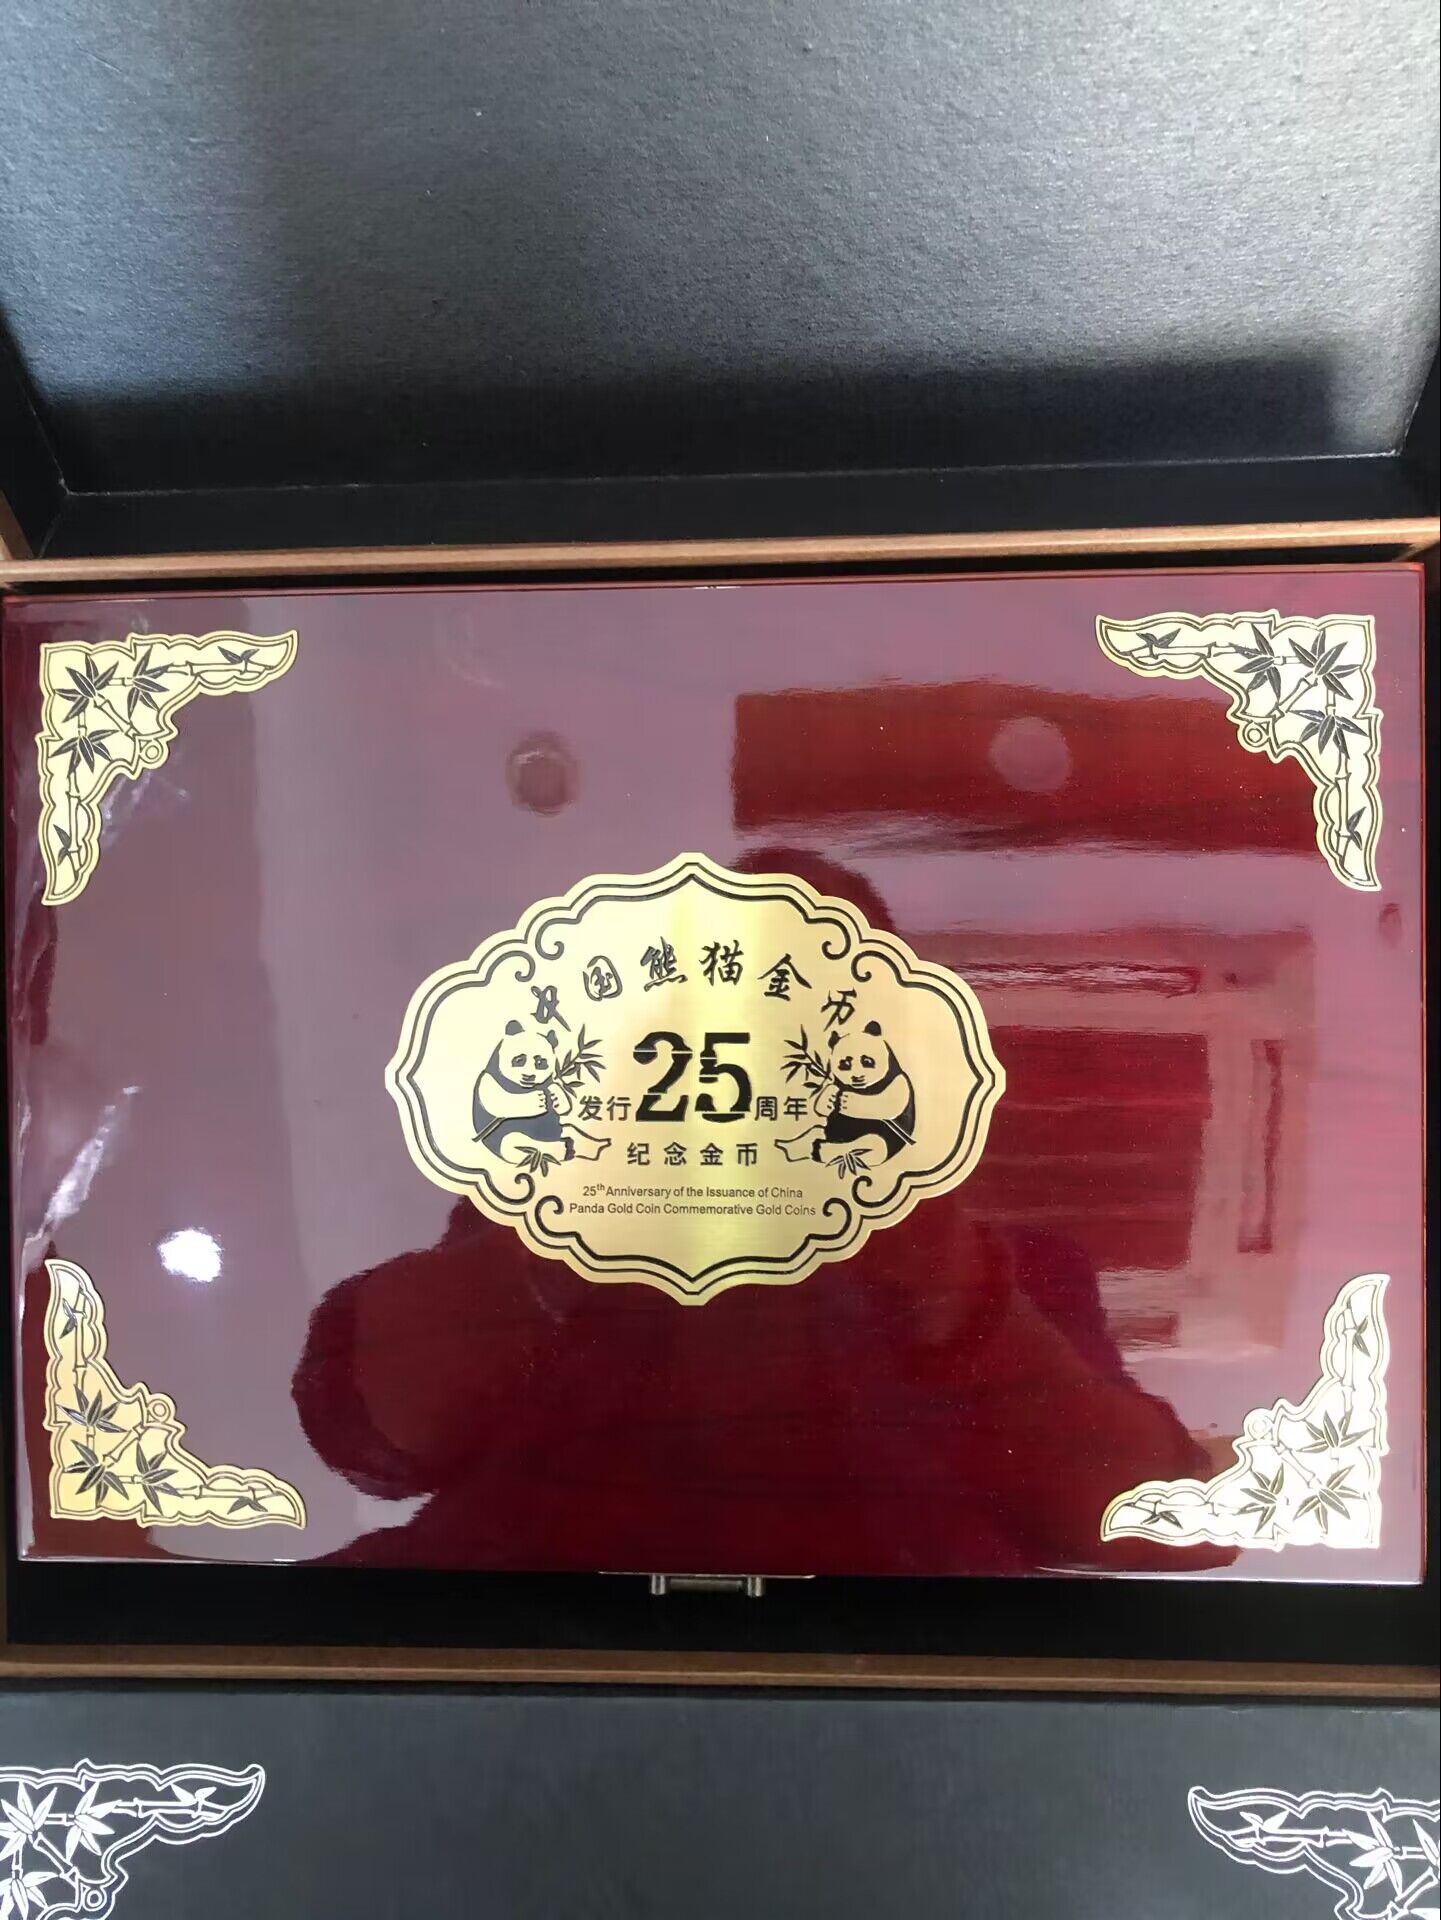 中国熊猫金币
发行25周年
纪念金币
25th Anniversary of the Issuance of China
Panda Gold Coin Commemorative Gold Coins